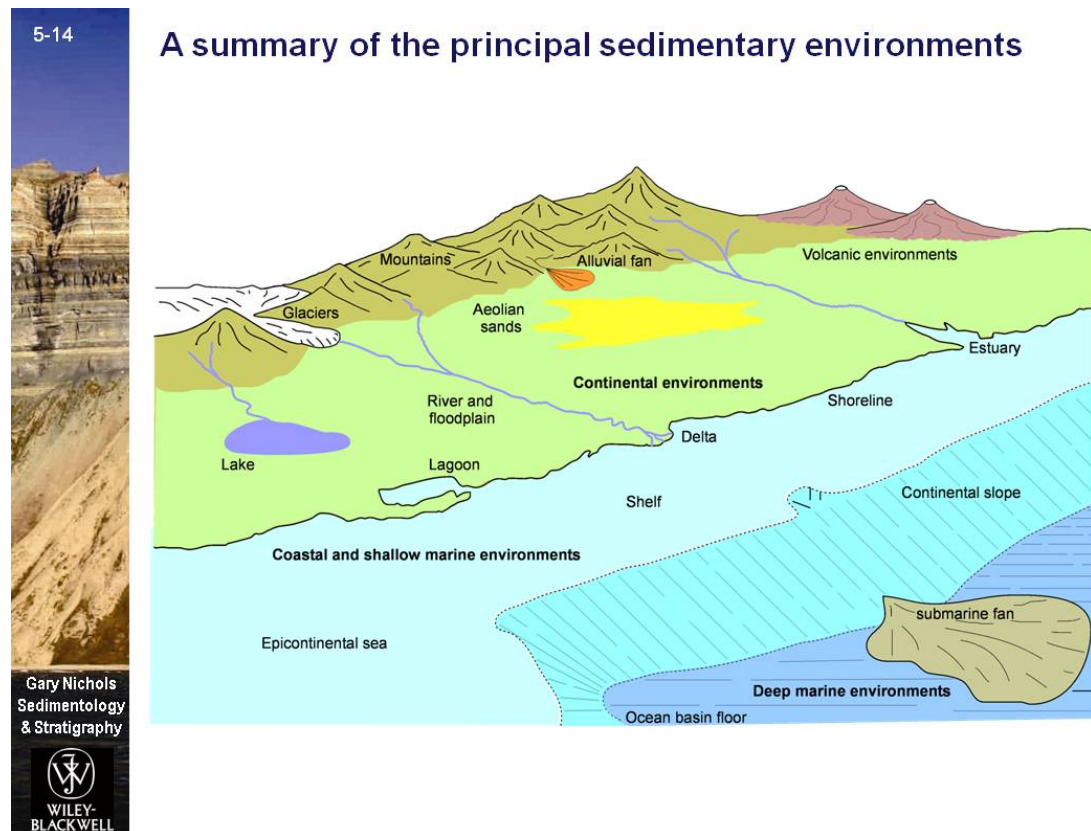 5-14
A summary of the principal sedimentary environments
Mountains
Alluvial fan
Volcanic environments
Glaciers
Aeolian
sands
Estuary
Continental environments
River and
floodplain
Shoreline
Delta
Lake
Lagoon
Shelf
Continental slope
Coastal and shallow marine environments
Epicontinental sea
submarine fan
Deep marine environments
Ocean basin floor
Gary Nichols
Sedimentology
& Stratigraphy
WILEY-
BLACKWELL